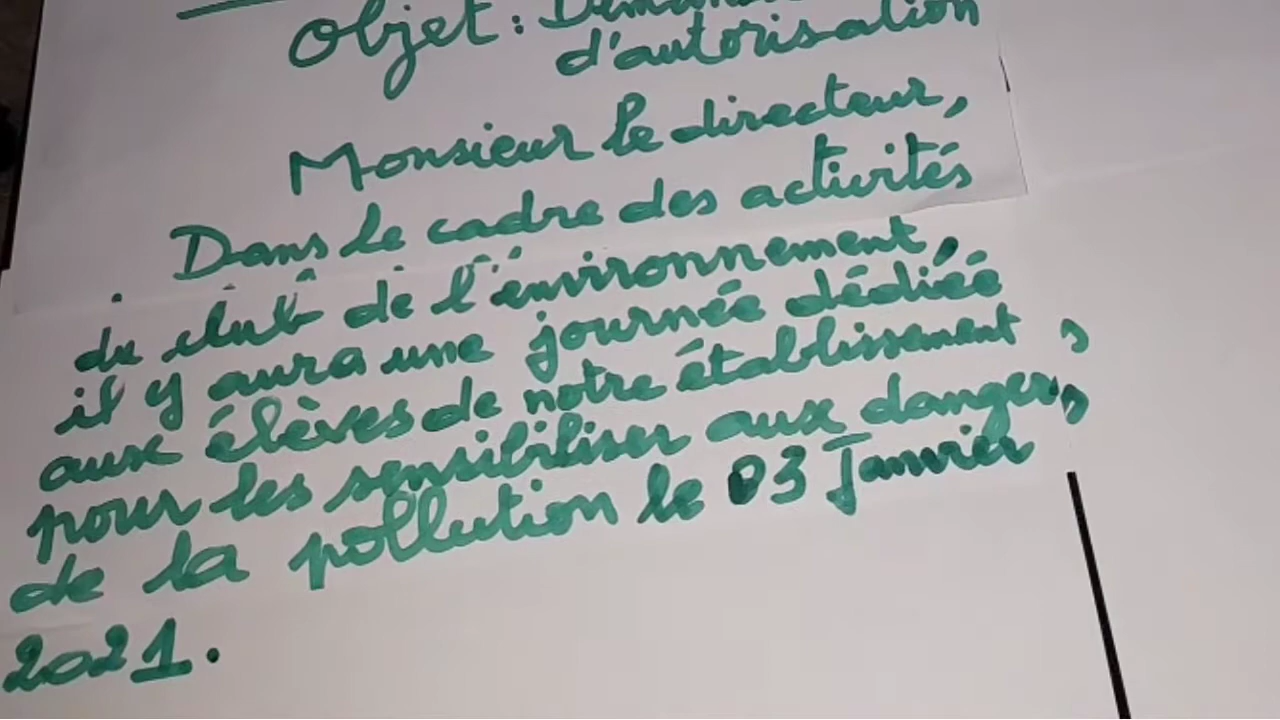 Objet : Demande
d'autorisation
Monsieur le directeur,
Dans le cadre des activités
du club de l'environnement,
il y aura une journée dédiée
aux élèves de notre établissement,
pour les sensibiliser aux dangers,
de la pollution le 03 Janvier
2021.